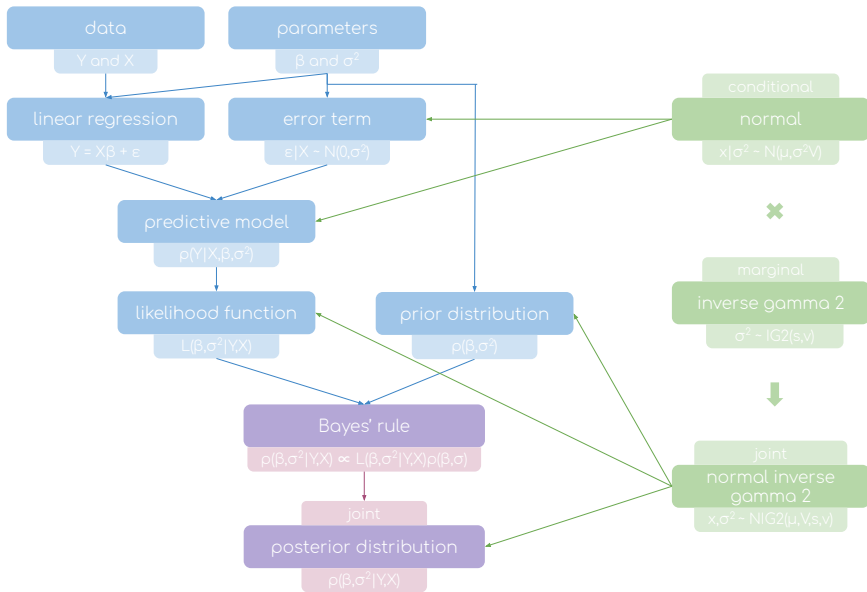 data
Y and X
parameters
β and σ²
linear regression
Y = Xβ + ε
error term
ε|X ~ N(0,σ²)
predictive model
p(Y|X,β,σ²)
likelihood function
L(β,σ²|Y,X)
prior distribution
p(β,σ²)
Bayes' rule
p(β,σ²|Y,X) ∝ L(β,σ²|Y,X)p(β,σ)
joint
posterior distribution
p(β,σ²|Y,X)
conditional
normal
x|σ² ~ N(μ,σ²V)
marginal
inverse gamma 2
σ² ~ IG2(s,ν)
joint
normal inverse
gamma 2
x,σ² ~ NIG2(μ,V,s,ν)